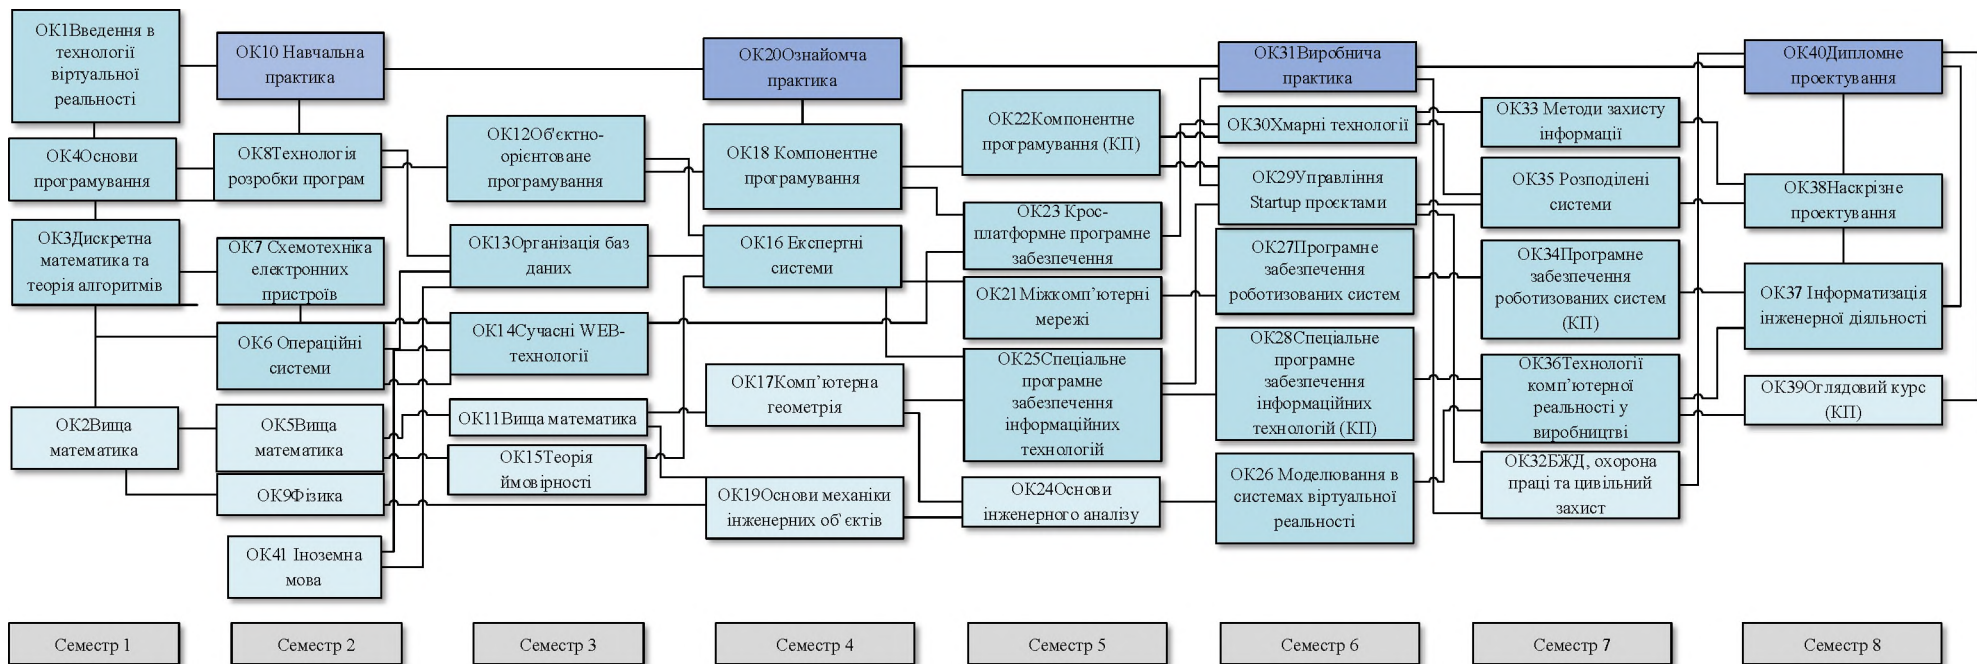 ОК1Введення в
технології
віртуальної
реальності
ОК4Основи
програмування
ОК3Дискретна
математика та
теорія алгоритмів
ОК2Вища
математика
ОК10 Навчальна
практика
ОК8Технологія
розробки програм
ОК7 Схемотехніка
електронних
пристроїв
ОК6 Операційні
системи
ОК5Вища
математика
ОК9Фізика
ОК41 Іноземна
мова
ОК12Об'єктно-
орієнтоване
програмування
ОК13Організація баз
даних
ОК14Сучасні WEB-
технології
ОК11Вища математика
ОК15Теорія
ймовірності
ОК20Ознайомча
практика
ОК18 Компонентне
програмування
ОК16 Експертні
системи
ОК17Комп’ютерна
геометрія
ОК19Основи механіки
інженерних об`єктів
ОК22Компонентне
програмування (КП)
ОК23 Крос-
платформне програмне
забезпечення
ОК21Міжкомп’ютерні
мережі
ОК25Спеціальне
програмне
забезпечення
інформаційних
технологій
ОК24Основи
інженерного аналізу
ОК31Виробнича
практика
ОК30Хмарні технології
ОК29Управління
Startup проєктами
ОК27Програмне
забезпечення
роботизованих систем
ОК28Спеціальне
програмне
забезпечення
інформаційних
технологій (КП)
ОК26 Моделювання в
системах віртуальної
реальності
ОК33 Методи захисту
інформації
ОК35 Розподілені
системи
ОК34Програмне
забезпечення
роботизованих систем
(КП)
ОК36Технології
комп’ютерної
реальності у
виробництві
ОК32БЖД, охорона
праці та цивільний
захист
ОК40Дипломне
проектування
ОК38Наскрізне
проектування
ОК37 Інформатизація
інженерної діяльності
ОК39Оглядовий курс
(КП)
Семестр 1
Семестр 2
Семестр 3
Семестр 4
Семестр 5
Семестр 6
Семестр 7
Семестр 8